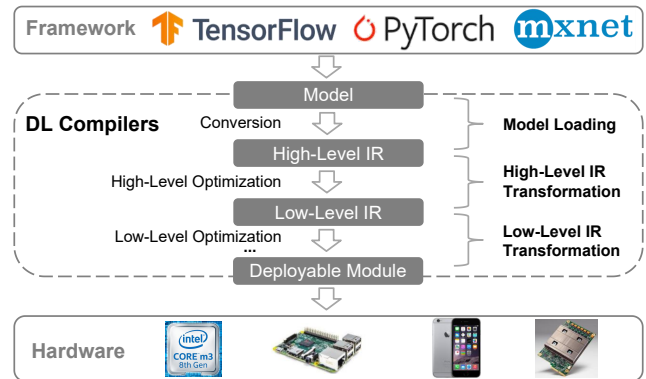 Framework TensorFlow PyTorch mxnet
Model
DL Compilers Conversion Model Loading
High-Level IR
High-Level Optimization High-Level IR
Transformation
Low-Level IR
Low-Level Optimization Low-Level IR
... Transformation
Deployable Module
Hardware
(intel)
CORE m3
8th Gen